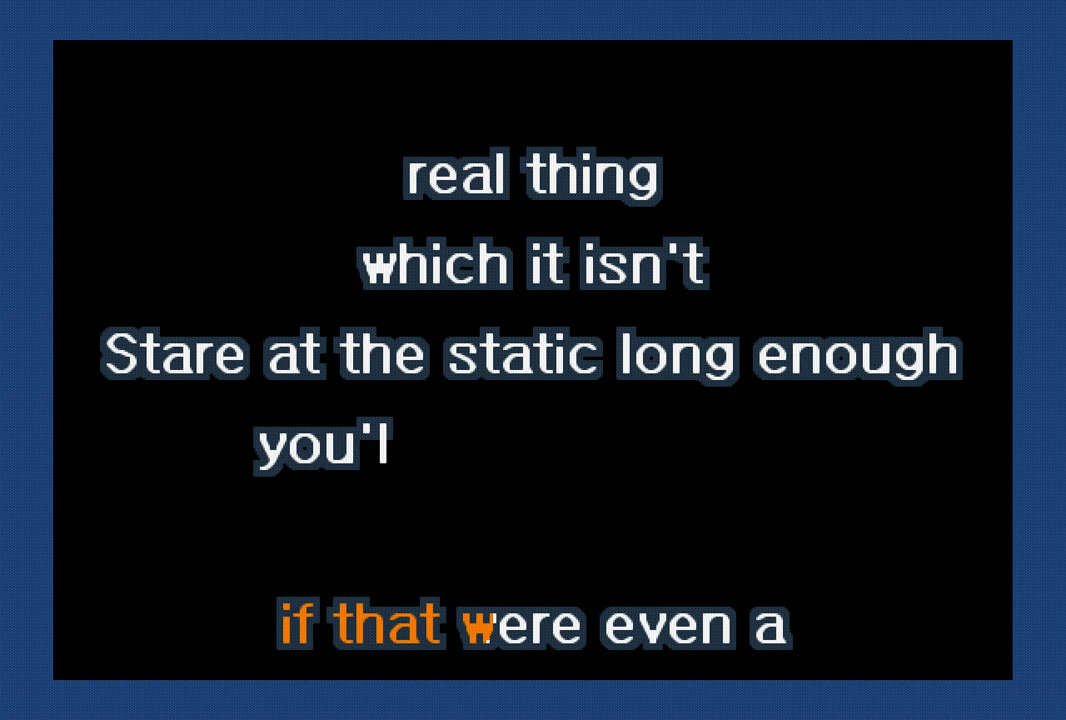 real thing
which it isn't
Stare at the static long enough
you'l
if that were even a